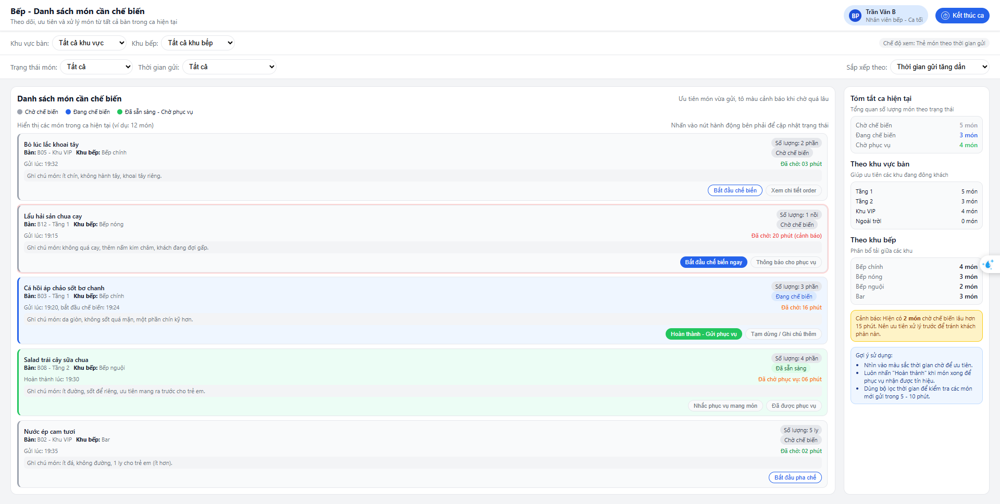 Bếp - Danh sách món cần chế biến
Theo dõi, ưu tiên và xử lý món từ tất cả bàn trong ca hiện tại
BP
Trần Văn B
Nhân viên bếp - Ca tối
Kết thúc ca
Khu vực bàn: Tất cả khu vực Khu bếp: Tất cả khu bếp
Chế độ xem: Thẻ món theo thời gian gửi
Trạng thái món: Tất cả Thời gian gửi: Tất cả
Sắp xếp theo: Thời gian gửi tăng dần
Danh sách món cần chế biến
Ưu tiên món vừa gửi, tô màu cảnh báo khi chờ quá lâu
Chờ chế biến Đang chế biến Đã sẵn sàng - Chờ phục vụ
Hiển thị các món trong ca hiện tại (ví dụ: 12 món)
Nhấn vào nút hành động bên phải để cập nhật trạng thái
Bò lúc lắc khoai tây
Số lượng: 2 phần
Bàn: B05 - Khu VIP Khu bếp: Bếp chính
Chờ chế biến
Gửi lúc: 19:32
Đã chờ: 03 phút
Ghi chú món: ít chín, không hành tây, khoai tây riêng.
Bắt đầu chế biến Xem chi tiết order
Lẩu hải sản chua cay
Số lượng: 1 nồi
Bàn: B12 - Tầng 1 Khu bếp: Bếp nóng
Chờ chế biến
Gửi lúc: 19:15
Đã chờ: 20 phút (cảnh báo)
Ghi chú món: không quá cay, thêm nấm kim châm, khách đang đợi gấp.
Bắt đầu chế biến ngay Thông báo cho phục vụ
Cá hồi áp chảo sốt bơ chanh
Số lượng: 3 phần
Bàn: B03 - Tầng 1 Khu bếp: Bếp chính
Đang chế biến
Gửi lúc: 19:20, bắt đầu chế biến: 19:24
Đã chờ: 16 phút
Ghi chú món: da giòn, không sốt quá mặn, một phần chín kỹ hơn.
Hoàn thành - Gửi phục vụ Tạm dừng / Ghi chú thêm
Salad trái cây sữa chua
Số lượng: 4 phần
Bàn: B08 - Tầng 2 Khu bếp: Bếp nguội
Đã sẵn sàng
Hoàn thành lúc: 19:30
Đã chờ phục vụ: 06 phút
Ghi chú món: ít đường, sốt để riêng, ưu tiên mang ra trước cho trẻ em.
Nhắc phục vụ mang món Đã được phục vụ
Nước ép cam tươi
Số lượng: 5 ly
Bàn: B02 - Khu VIP Khu bếp: Bar
Chờ chế biến
Gửi lúc: 19:35
Đã chờ: 02 phút
Ghi chú món: ít đá, không đường, 1 ly cho trẻ em (ít hơn).
Bắt đầu pha chế
Tóm tắt ca hiện tại
Tổng quan số lượng món theo trạng thái
Chờ chế biến 5 món
Đang chế biến 3 món
Chờ phục vụ 4 món
Theo khu vực bàn
Giúp ưu tiên các khu đang đông khách
Tầng 1 5 món
Tầng 2 3 món
Khu VIP 4 món
Ngoài trời 0 món
Theo khu bếp
Phân bổ tải giữa các khu
Bếp chính 4 món
Bếp nóng 3 món
Bếp nguội 2 món
Bar 3 món
Cảnh báo: Hiện có 2 món chờ chế biến lâu hơn
15 phút. Nên ưu tiên xử lý trước để tránh khách
phàn nàn.
Gợi ý sử dụng:
• Nhìn vào màu sắc thời gian chờ để ưu tiên.
• Luôn nhấn "Hoàn thành" khi món xong để
phục vụ nhận được tín hiệu.
• Dùng bộ lọc thời gian để kiểm tra các món
mới gửi trong 5 - 10 phút.